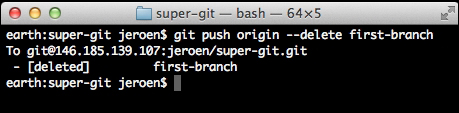 super-git — bash — 64×5
earth:super-git jeroen$ git push origin --delete first-branch
To git@146.185.139.107:jeroen/super-git.git
 - [deleted]         first-branch
earth:super-git jeroen$